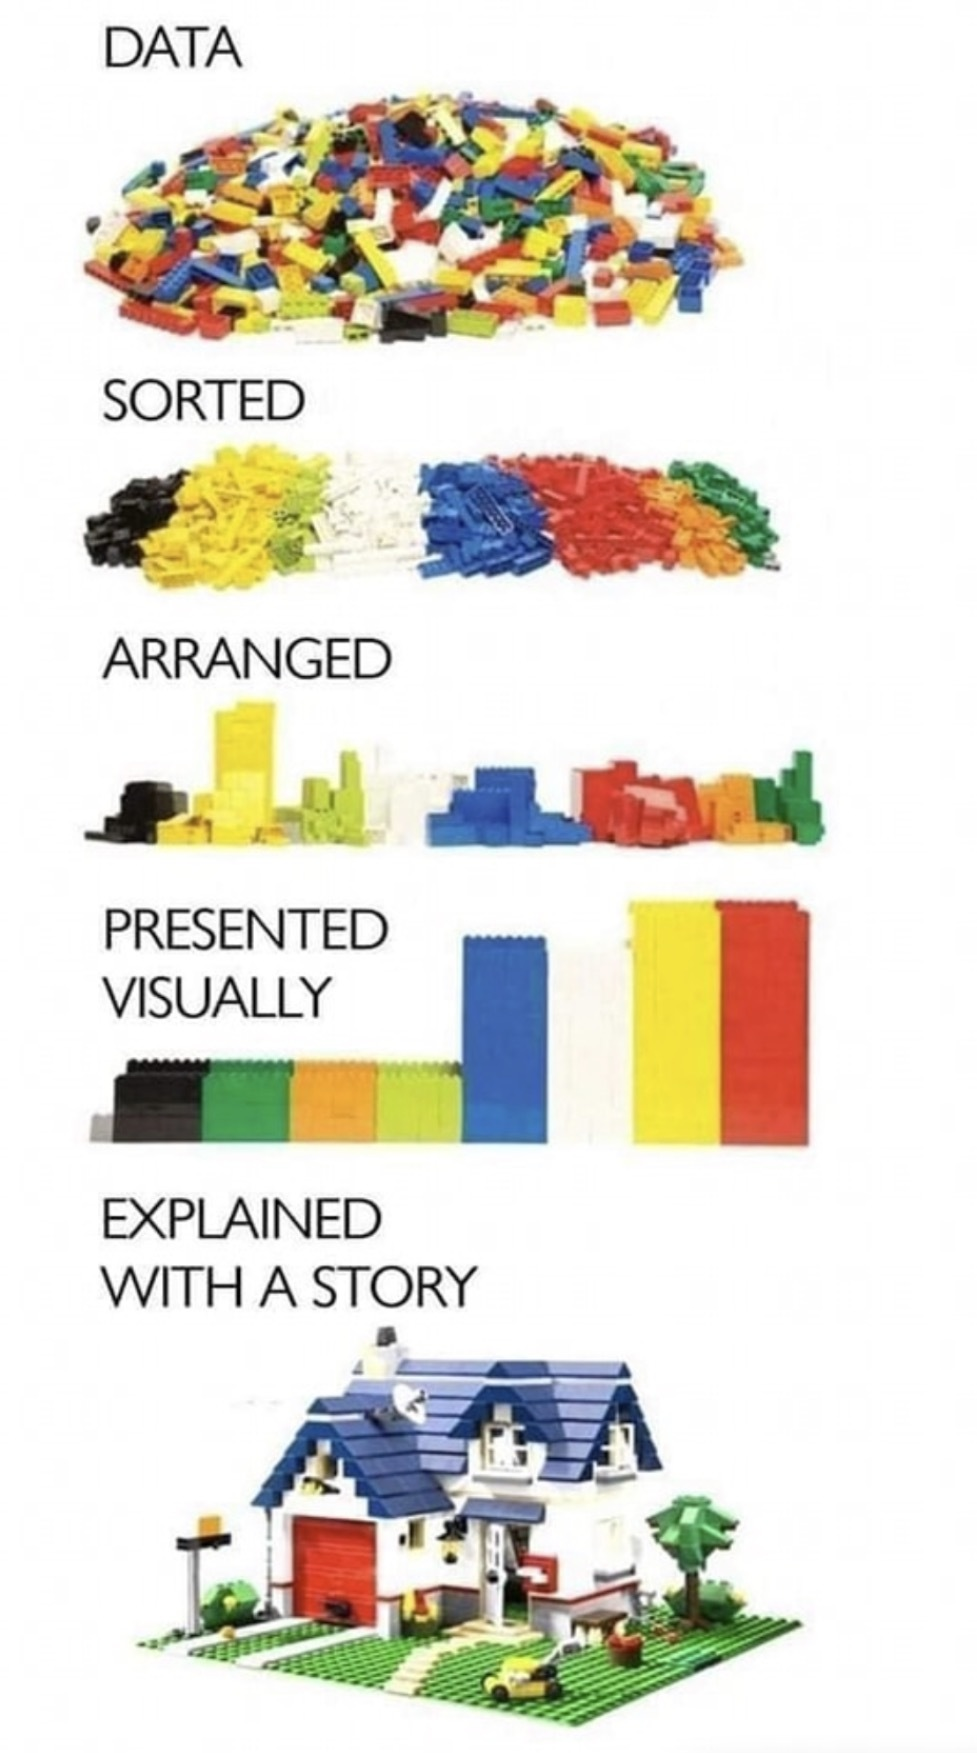 DATA
SORTED
ARRANGED
PRESENTED
VISUALLY
EXPLAINED
WITH A STORY